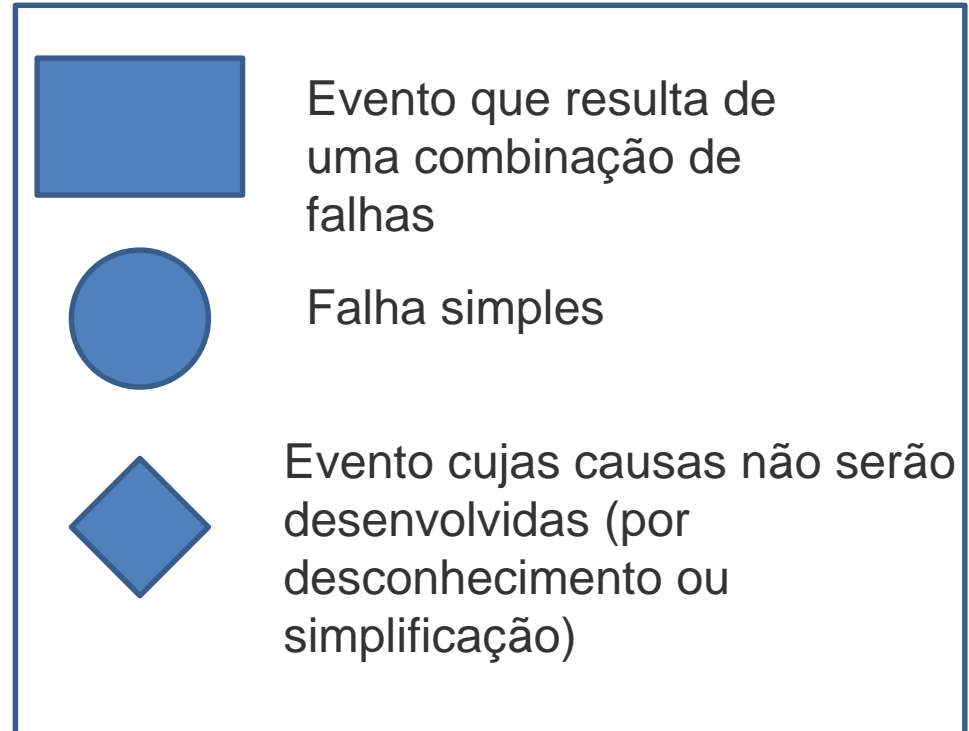 Evento que resulta de
uma combinação de
falhas
Falha simples
Evento cujas causas não serão
desenvolvidas (por
desconhecimento ou
simplificação)